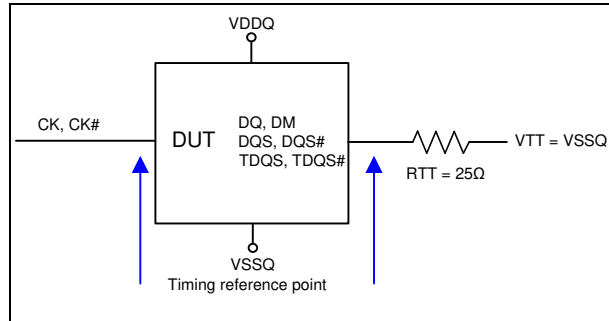 VDDQ
CK, CK#
DUT
DQ, DM
DQS, DQS#
TDQS, TDQS#
VTT = VSSQ
RTT = 25Ω
VSSQ
Timing reference point